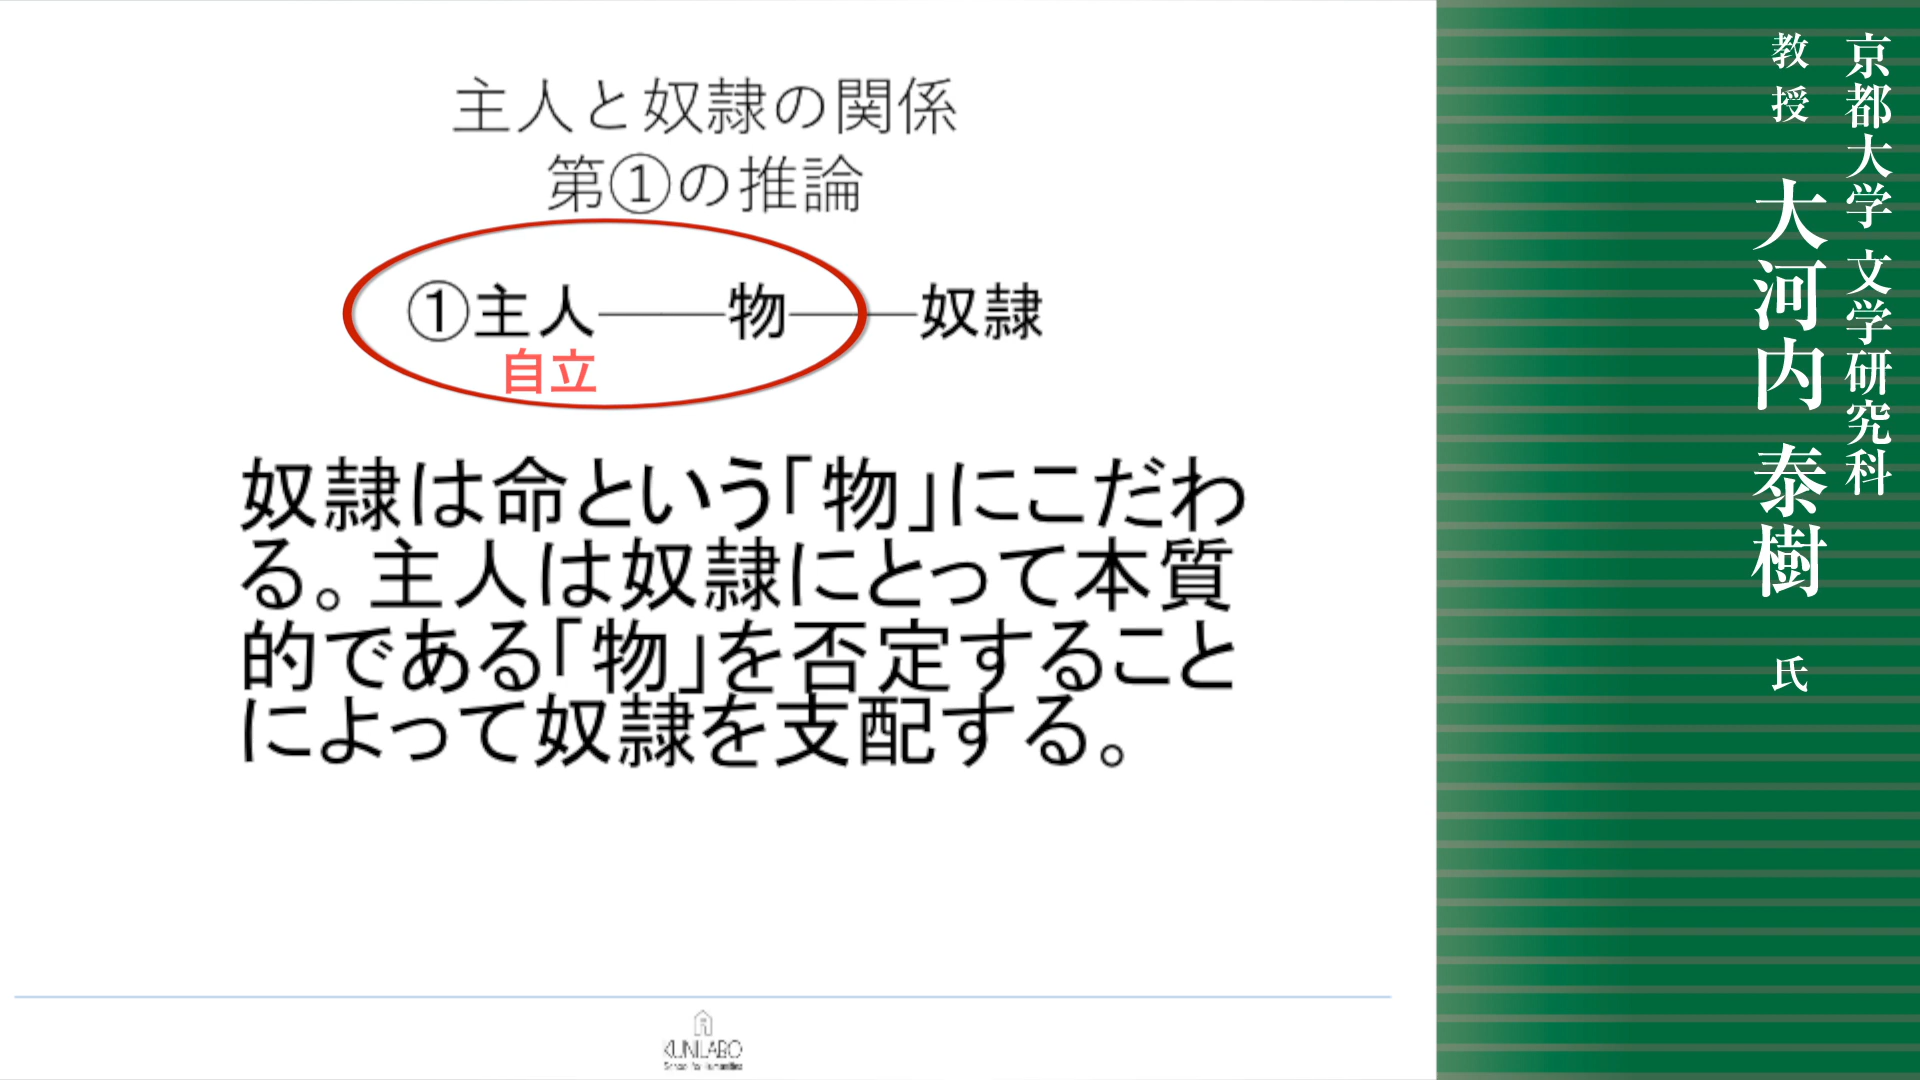 主人と奴隷の関係
第①の推論
①主人――物――奴隷
自立
奴隷は命という「物」にこだわ
る。主人は奴隷にとって本質
的である「物」を否定すること
によって奴隷を支配する。
KUNILABO
School for Humanities
京都大学 文学研究科
教授 大河内 泰樹 氏